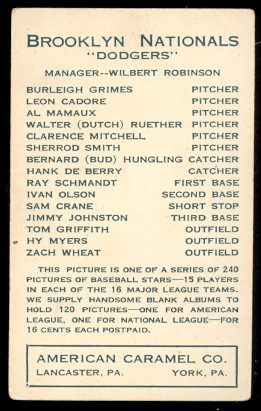 BROOKLYN NATIONALS
"DODGERS"
MANAGER--WILBERT ROBINSON
BURLEIGH GRIMES PITCHER
LEON CADORE PITCHER
AL MAMAUX PITCHER
WALTER (DUTCH) RUETHER PITCHER
CLARENCE MITCHELL PITCHER
SHERROD SMITH PITCHER
BERNARD (BUD) HUNGLING CATCHER
HANK DE BERRY CATCHER
RAY SCHMANDT FIRST BASE
IVAN OLSON SECOND BASE
SAM CRANE SHORT STOP
JIMMY JOHNSTON THIRD BASE
TOM GRIFFITH OUTFIELD
HY MYERS OUTFIELD
ZACH WHEAT OUTFIELD
THIS PICTURE IS ONE OF A SERIES OF 240
PICTURES OF BASEBALL STARS—15 PLAYERS
IN EACH OF THE 16 MAJOR LEAGUE TEAMS.
WE SUPPLY HANDSOME BLANK ALBUMS TO
HOLD 120 PICTURES—ONE FOR AMERICAN
LEAGUE, ONE FOR NATIONAL LEAGUE—FOR
16 CENTS EACH POSTPAID.
AMERICAN CARAMEL CO.
LANCASTER, PA. YORK, PA.